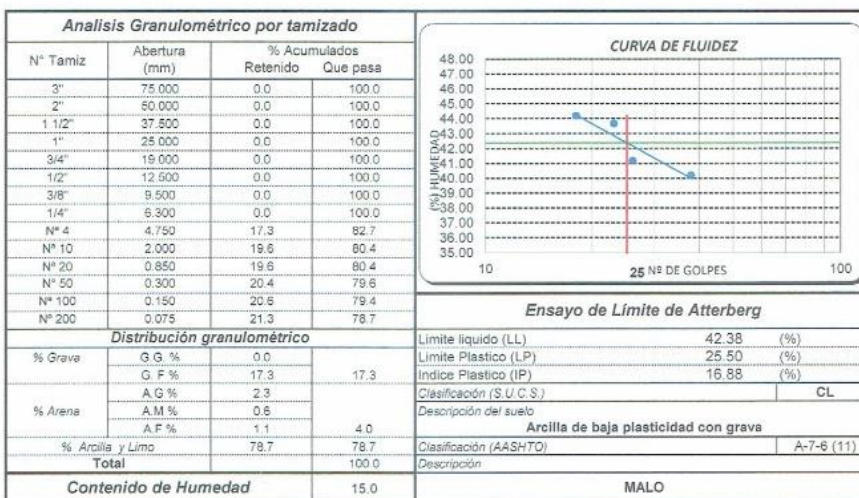 Analisis Granulométrico por tamizado
N° Tamiz Abertura (mm) % Acumulados
Retenido Que pasa
3" 75.000 0.0 100.0
2" 50.000 0.0 100.0
1 1/2" 37.500 0.0 100.0
1" 25.000 0.0 100.0
3/4" 19.000 0.0 100.0
1/2" 12.500 0.0 100.0
3/8" 9.500 0.0 100.0
1/4" 6.300 0.0 100.0
Nº 4 4.750 17.3 82.7
Nº 10 2.000 19.6 80.4
Nº 20 0.850 19.6 80.4
Nº 50 0.300 20.4 79.6
Nº 100 0.150 20.6 79.4
Nº 200 0.075 21.3 78.7
Distribución granulométrico
% Grava G.G. % 0.0
G. F % 17.3 17.3
% Arena A.G % 2.3
A.M % 0.6
A.F % 1.1 4.0
% Arcilla y Limo 78.7 78.7
Total 100.0
Contenido de Humedad 15.0
CURVA DE FLUIDEZ
(%) HUMEDAD
48.00
47.00
46.00
45.00
44.00
43.00
42.00
41.00
40.00
39.00
38.00
37.00
36.00
35.00
10 25 Nº DE GOLPES 100
Ensayo de Límite de Atterberg
Limite liquido (LL) 42.38 (%)
Limite Plastico (LP) 25.50 (%)
Indice Plastico (IP) 16.88 (%)
Clasificación (S.U.C.S.) CL
Descripción del suelo
Arcilla de baja plasticidad con grava
Clasificación (AASHTO) A-7-6 (11)
Descripción
MALO